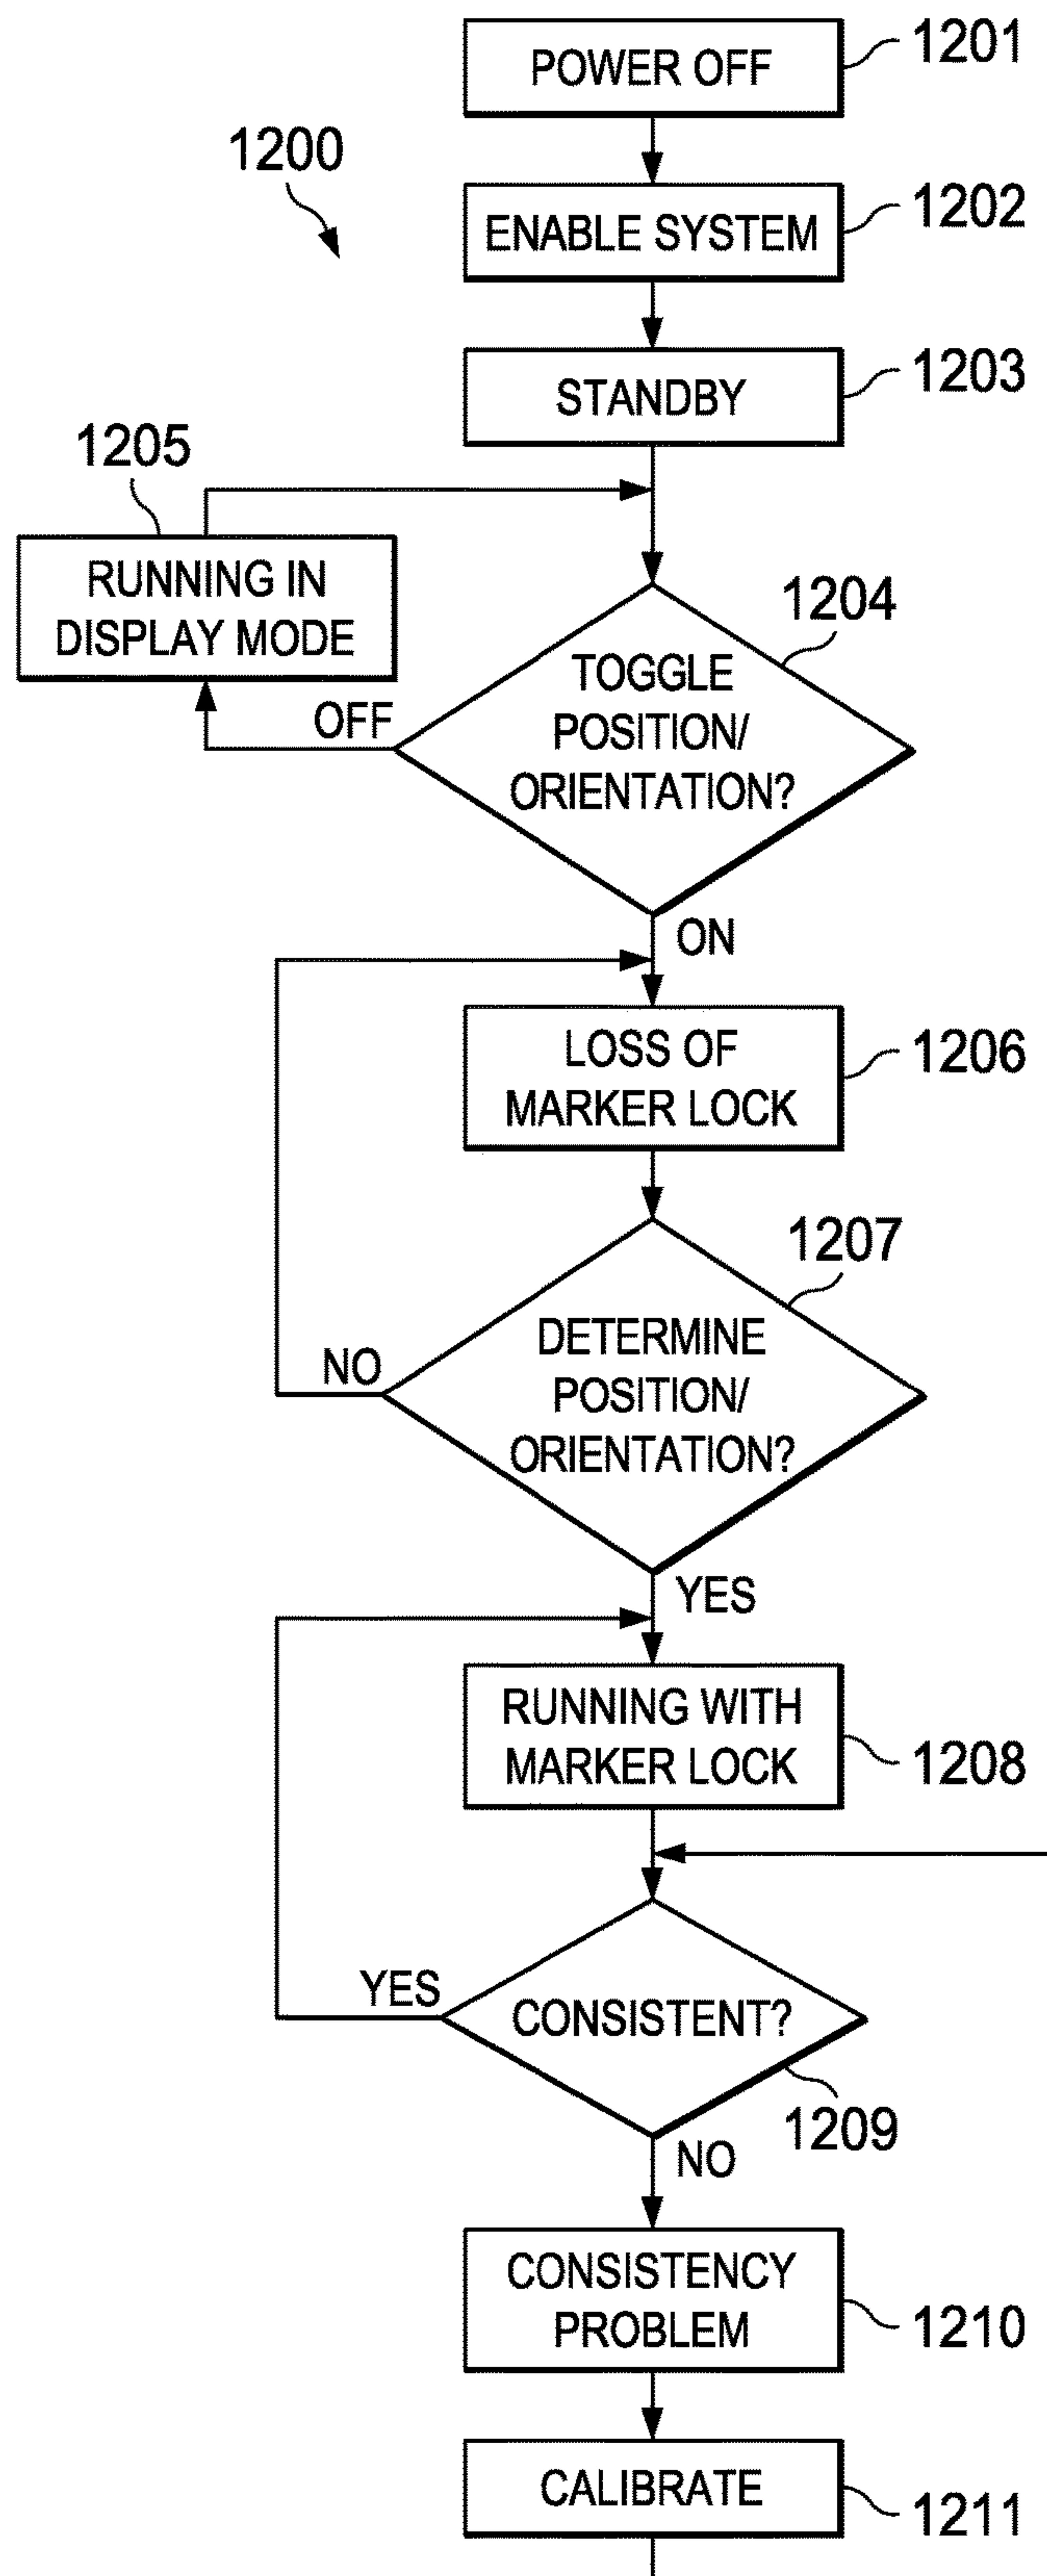 POWER OFF
1201
1200
ENABLE SYSTEM
1202
STANDBY
1203
1205
RUNNING IN
DISPLAY MODE
1204
TOGGLE
POSITION/
ORIENTATION?
OFF
ON
LOSS OF
MARKER LOCK
1206
1207
DETERMINE
POSITION/
ORIENTATION?
NO
YES
RUNNING WITH
MARKER LOCK
1208
YES
CONSISTENT?
1209
NO
CONSISTENCY
PROBLEM
1210
CALIBRATE
1211